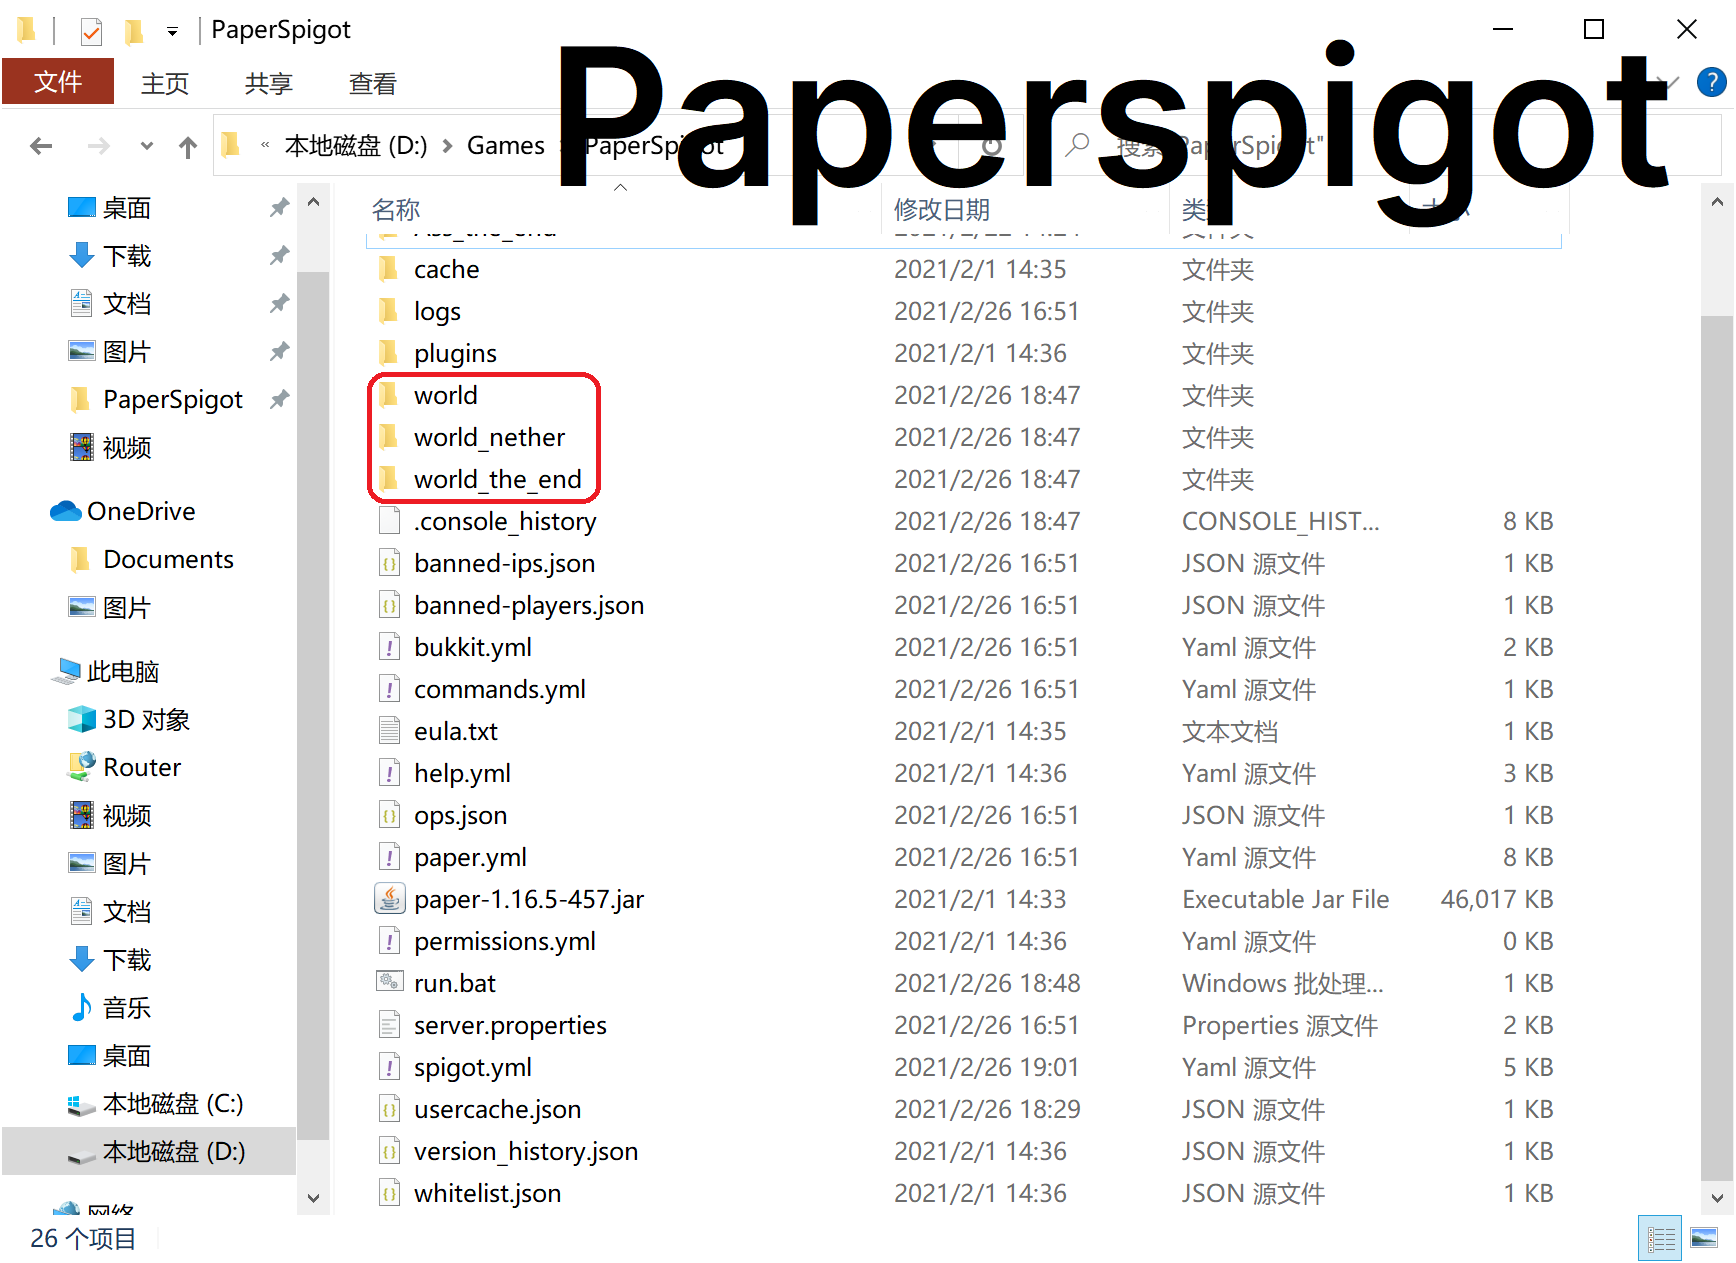 PaperSpigot
Paperspigot
文件 主页 共享 查看
« 本地磁盘 (D:) › Games › PaperSpigot
名称 修改日期
桌面
下载
文档
图片
PaperSpigot
视频
OneDrive
Documents
图片
此电脑
3D 对象
Router
视频
图片
文档
下载
音乐
桌面
本地磁盘 (C:)
本地磁盘 (D:)
网络
cache 2021/2/1 14:35 文件夹
logs 2021/2/26 16:51 文件夹
plugins 2021/2/1 14:36 文件夹
world 2021/2/26 18:47 文件夹
world_nether 2021/2/26 18:47 文件夹
world_the_end 2021/2/26 18:47 文件夹
.console_history 2021/2/26 18:47 CONSOLE_HIST... 8 KB
banned-ips.json 2021/2/26 16:51 JSON 源文件 1 KB
banned-players.json 2021/2/26 16:51 JSON 源文件 1 KB
bukkit.yml 2021/2/26 16:51 Yaml 源文件 2 KB
commands.yml 2021/2/26 16:51 Yaml 源文件 1 KB
eula.txt 2021/2/1 14:35 文本文档 1 KB
help.yml 2021/2/1 14:36 Yaml 源文件 3 KB
ops.json 2021/2/26 16:51 JSON 源文件 1 KB
paper.yml 2021/2/26 16:51 Yaml 源文件 8 KB
paper-1.16.5-457.jar 2021/2/1 14:33 Executable Jar File 46,017 KB
permissions.yml 2021/2/1 14:36 Yaml 源文件 0 KB
run.bat 2021/2/26 18:48 Windows 批处理... 1 KB
server.properties 2021/2/26 16:51 Properties 源文件 2 KB
spigot.yml 2021/2/26 19:01 Yaml 源文件 5 KB
usercache.json 2021/2/26 18:29 JSON 源文件 1 KB
version_history.json 2021/2/1 14:36 JSON 源文件 1 KB
whitelist.json 2021/2/1 14:36 JSON 源文件 1 KB
26 个项目